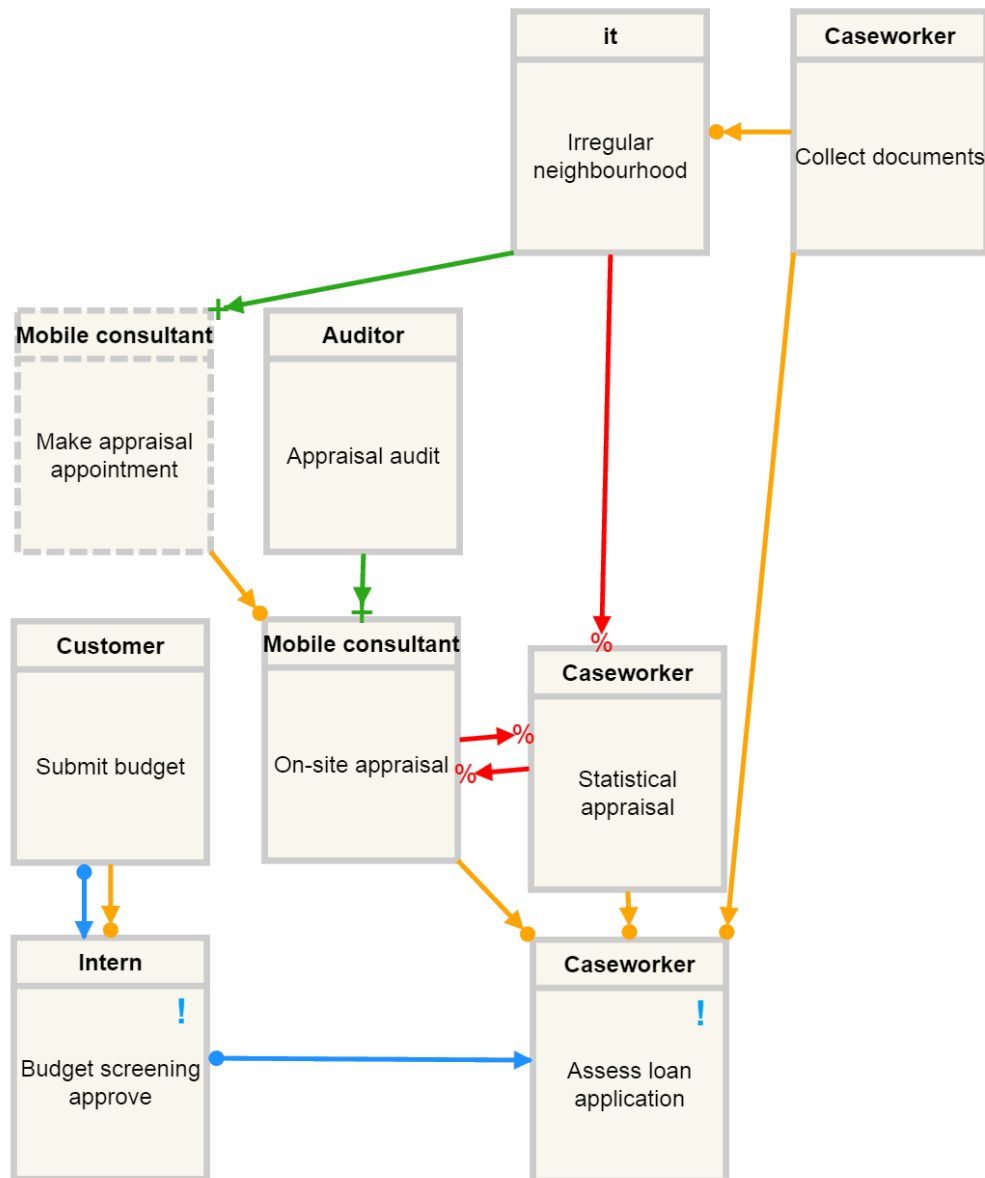 it
Irregular
neighbourhood
Caseworker
Collect documents
Mobile consultant
Make appraisal
appointment
Auditor
Appraisal audit
Customer
Submit budget
Mobile consultant
On-site appraisal
%
%
%
Caseworker
Statistical
appraisal
Intern
!
Budget screening
approve
Caseworker
!
Assess loan
application